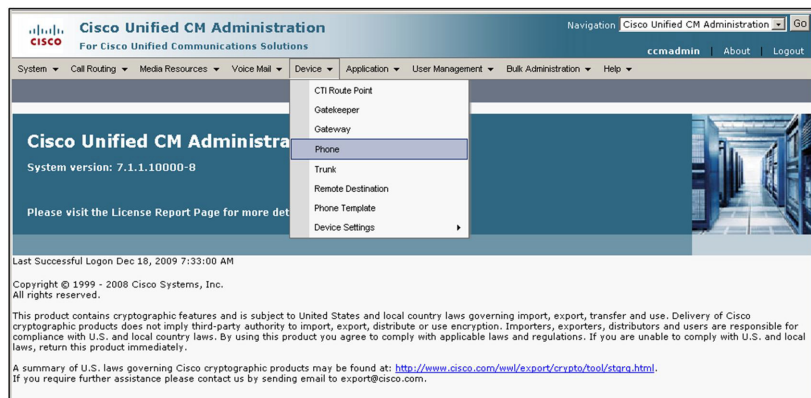 Cisco Unified CM Administration
For Cisco Unified Communications Solutions
CISCO
Navigation Cisco Unified CM Administration Go
ccmadmin | About | Logout
System Call Routing Media Resources Voice Mail Device Application User Management Bulk Administration Help
CTI Route Point
Gatekeeper
Gateway
Phone
Trunk
Remote Destination
Phone Template
Device Settings
Cisco Unified CM Administra
System version: 7.1.1.10000-8
Please visit the License Report Page for more det
Last Successful Logon Dec 18, 2009 7:33:00 AM
Copyright © 1999 - 2008 Cisco Systems, Inc.
All rights reserved.
This product contains cryptographic features and is subject to United States and local country laws governing import, export, transfer and use. Delivery of Cisco
cryptographic products does not imply third-party authority to import, export, distribute or use encryption. Importers, exporters, distributors and users are responsible for
compliance with U.S. and local country laws. By using this product you agree to comply with applicable laws and regulations. If you are unable to comply with U.S. and local
laws, return this product immediately.
A summary of U.S. laws governing Cisco cryptographic products may be found at: http://www.cisco.com/wwl/export/crypto/tool/stqrg.html.
If you require further assistance please contact us by sending email to export@cisco.com.